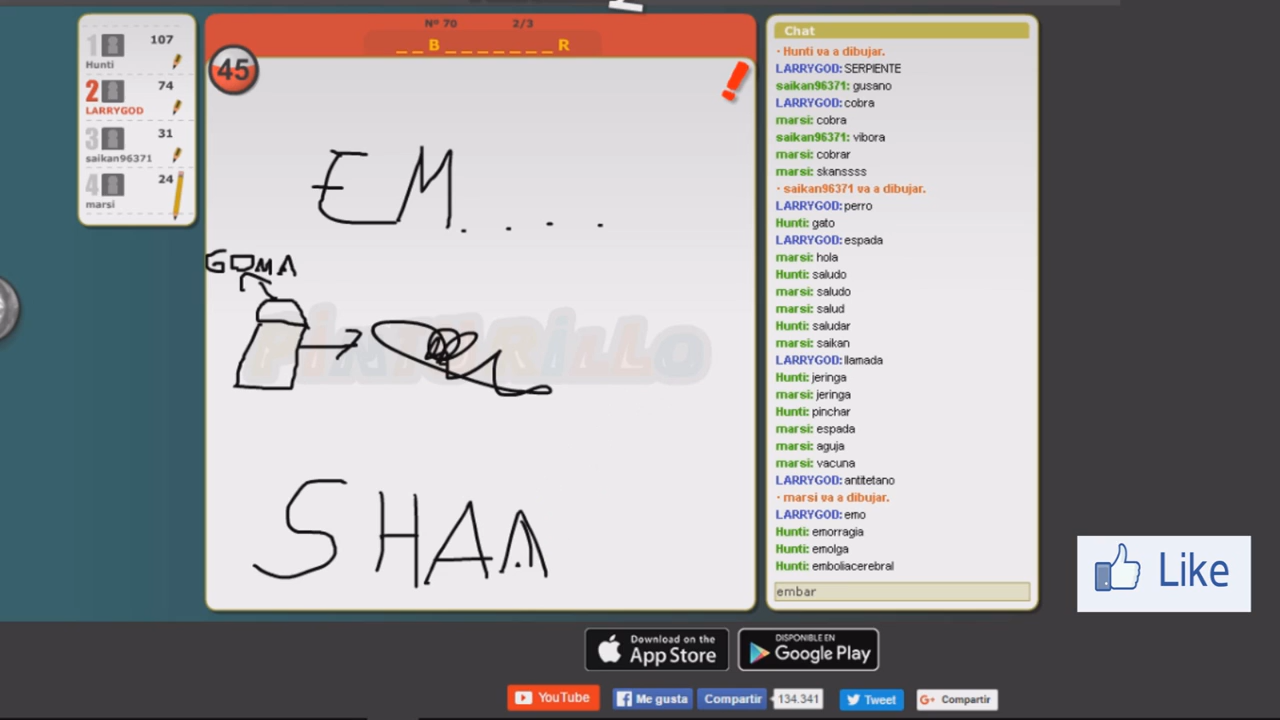 Nº 70 2/3
_ _ B _ _ _ _ _ _ _ R
45
1 107
Hunti
2 74
LARRYGOD
3 31
saikan96371
4 24
marsi
EM. . . .
GOMA
PiNTURiLLO
SHAM
Chat
· Hunti va a dibujar.
LARRYGOD: SERPIENTE
saikan96371: gusano
LARRYGOD: cobra
marsi: cobra
saikan96371: vibora
marsi: cobrar
marsi: skanssss
· saikan96371 va a dibujar.
LARRYGOD: perro
Hunti: gato
LARRYGOD: espada
marsi: hola
Hunti: saludo
marsi: saludo
marsi: salud
Hunti: saludar
marsi: saikan
LARRYGOD: llamada
Hunti: jeringa
marsi: jeringa
Hunti: pinchar
marsi: espada
marsi: aguja
marsi: vacuna
LARRYGOD: antitetano
· marsi va a dibujar.
LARRYGOD: emo
Hunti: emorragia
Hunti: emolga
Hunti: emboliacerebral
embar
Like
Download on the
App Store
DISPONIBLE EN
Google Play
YouTube
Me gusta
Compartir
134.341
Tweet
G+ Compartir